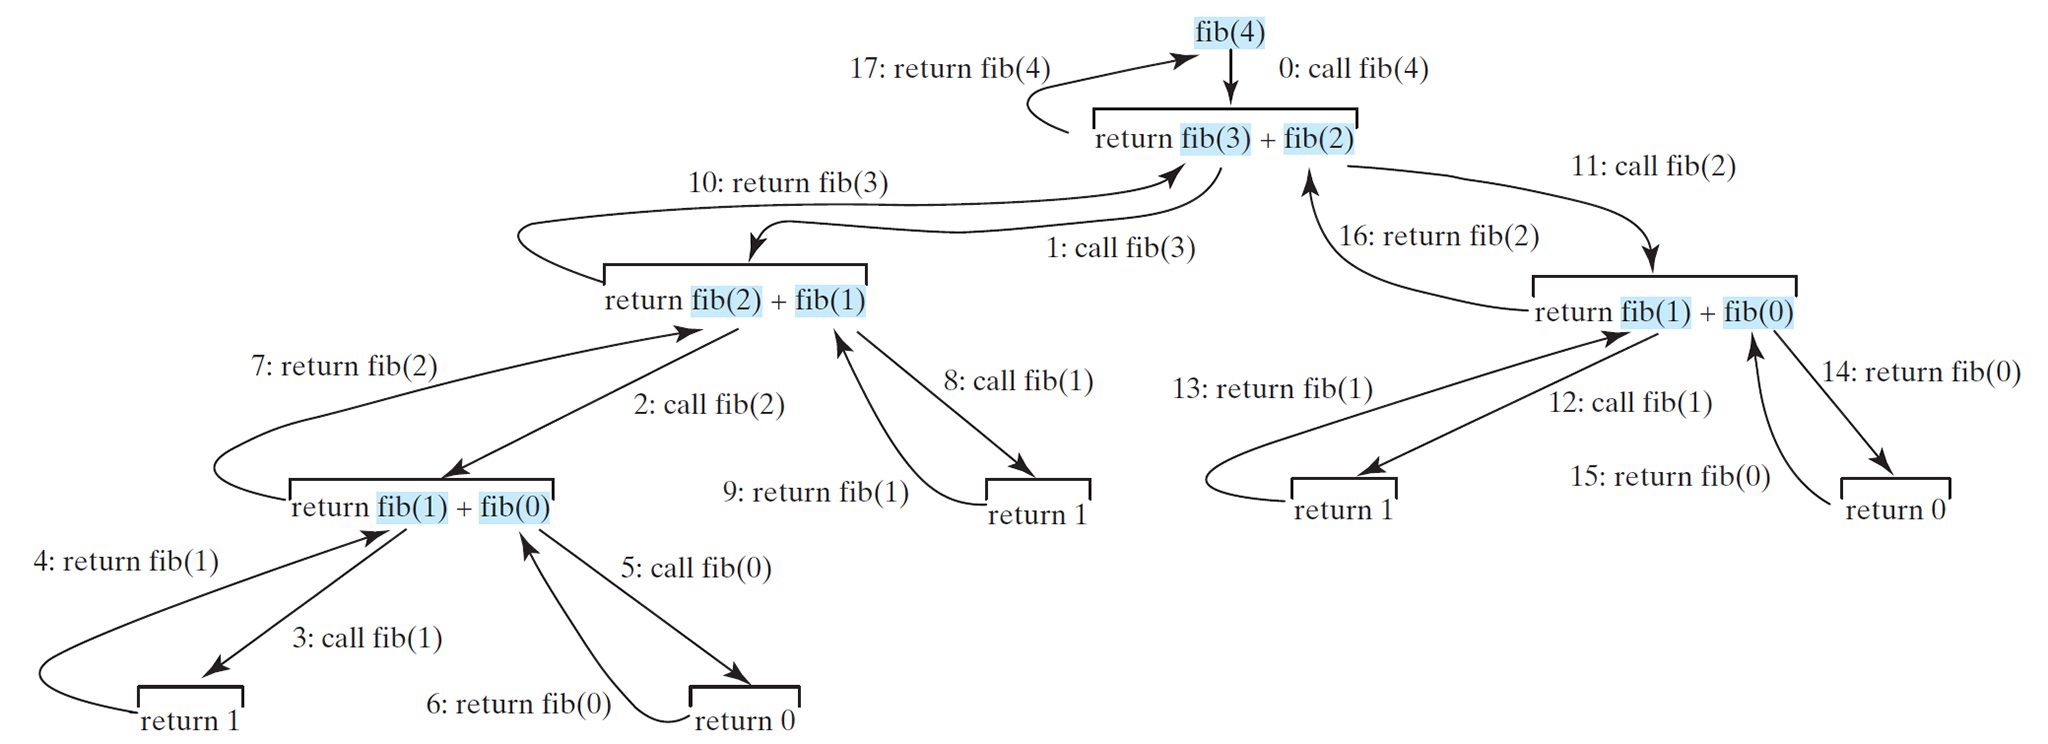 fib(4)
17: return fib(4)
0: call fib(4)
return fib(3) + fib(2)
10: return fib(3)
11: call fib(2)
1: call fib(3)
16: return fib(2)
return fib(2) + fib(1)
return fib(1) + fib(0)
7: return fib(2)
2: call fib(2)
8: call fib(1)
13: return fib(1)
12: call fib(1)
14: return fib(0)
9: return fib(1)
15: return fib(0)
return fib(1) + fib(0)
return 1
return 1
return 0
4: return fib(1)
5: call fib(0)
3: call fib(1)
6: return fib(0)
return 1
return 0